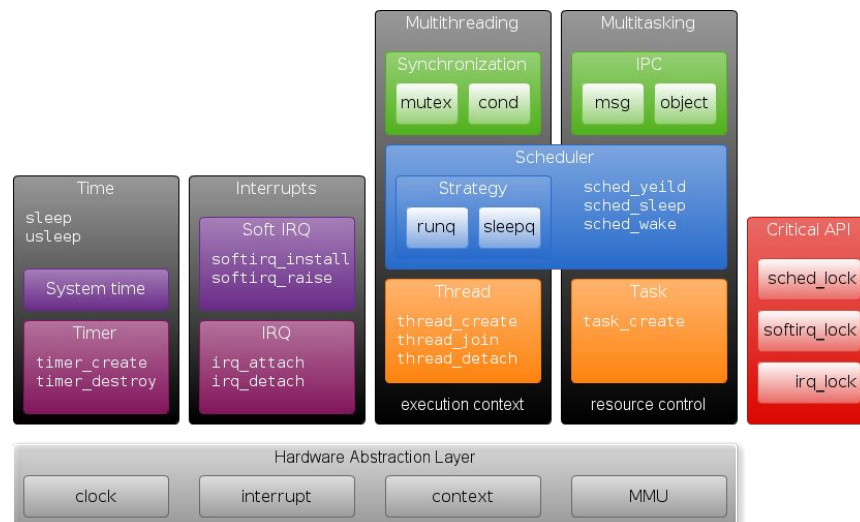 Multithreading
Multitasking
Synchronization
mutex
cond
IPC
msg
object
Scheduler
Strategy
runq
sleepq
sched_yeild
sched_sleep
sched_wake
Time
sleep
usleep
System time
Timer
timer_create
timer_destroy
Interrupts
Soft IRQ
softirq_install
softirq_raise
IRQ
irq_attach
irq_detach
Thread
thread_create
thread_join
thread_detach
execution context
Task
task_create
resource control
Critical API
sched_lock
softirq_lock
irq_lock
Hardware Abstraction Layer
clock
interrupt
context
MMU